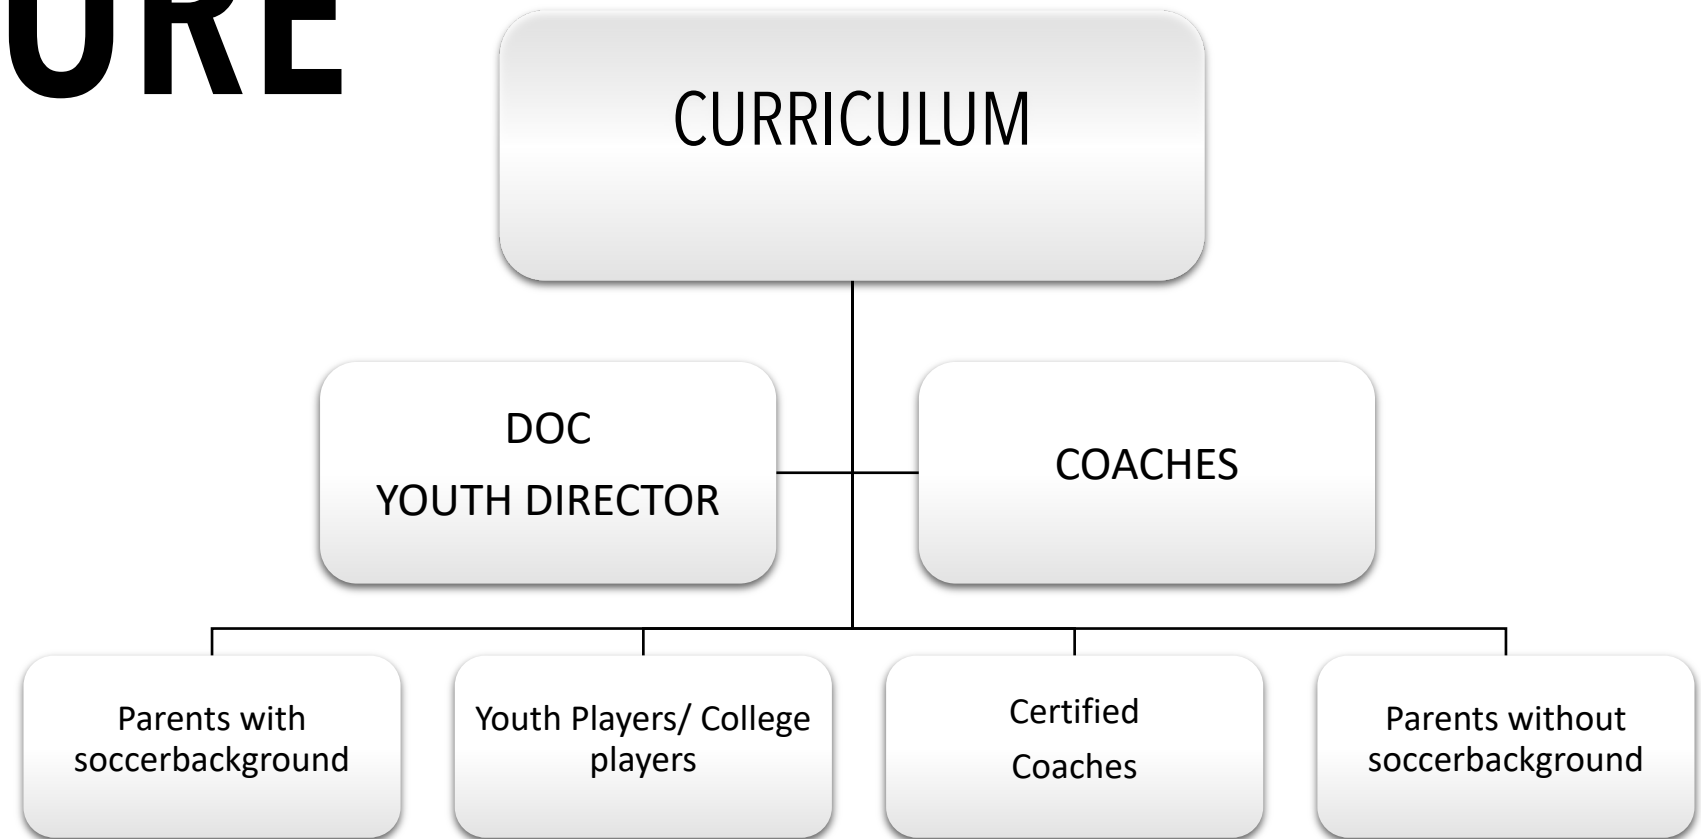 URE
CURRICULUM
DOC
YOUTH DIRECTOR
COACHES
Parents with
soccerbackground
Youth Players/ College
players
Certified
Coaches
Parents without
soccerbackground